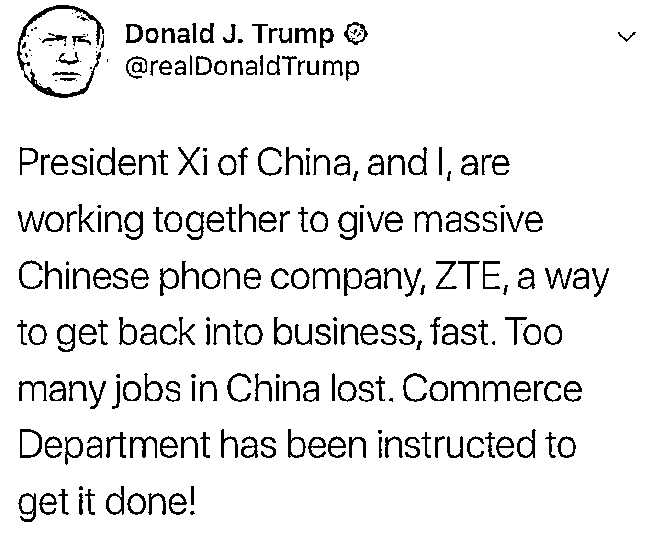 Donald J. Trump
@realDonaldTrump
President Xi of China, and I, are
working together to give massive
Chinese phone company, ZTE, a way
to get back into business, fast. Too
many jobs in China lost. Commerce
Department has been instructed to
get it done!